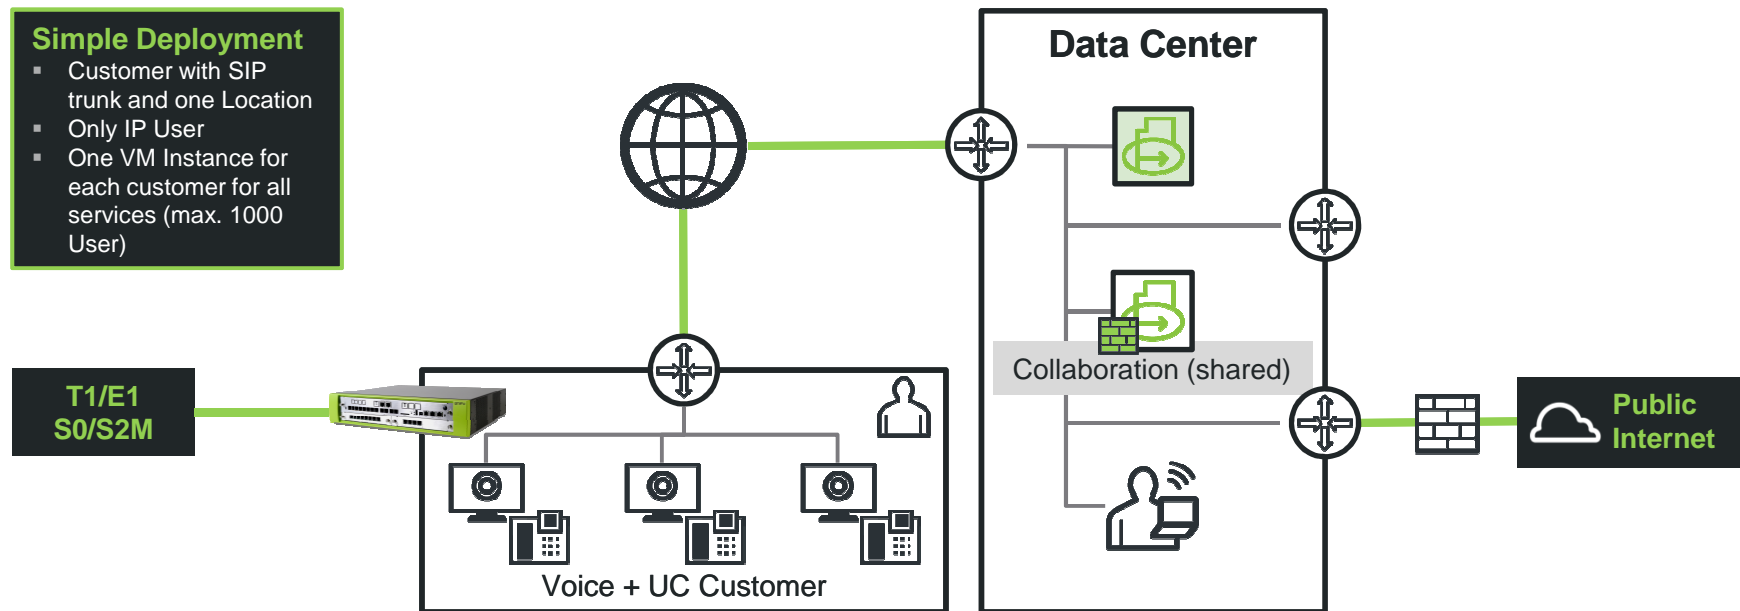 Simple Deployment
▪ Customer with SIP
trunk and one Location
▪ Only IP User
▪ One VM Instance for
each customer for all
services (max. 1000
User)
Data Center
Collaboration (shared)
T1/E1
S0/S2M
Voice + UC Customer
Public
Internet